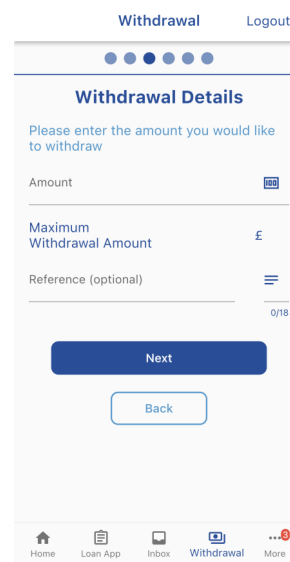 Withdrawal Logout
Withdrawal Details
Please enter the amount you would like
to withdraw
Amount
100
Maximum
Withdrawal Amount £
Reference (optional)
0/18
Next
Back
3
Home Loan App Inbox Withdrawal More